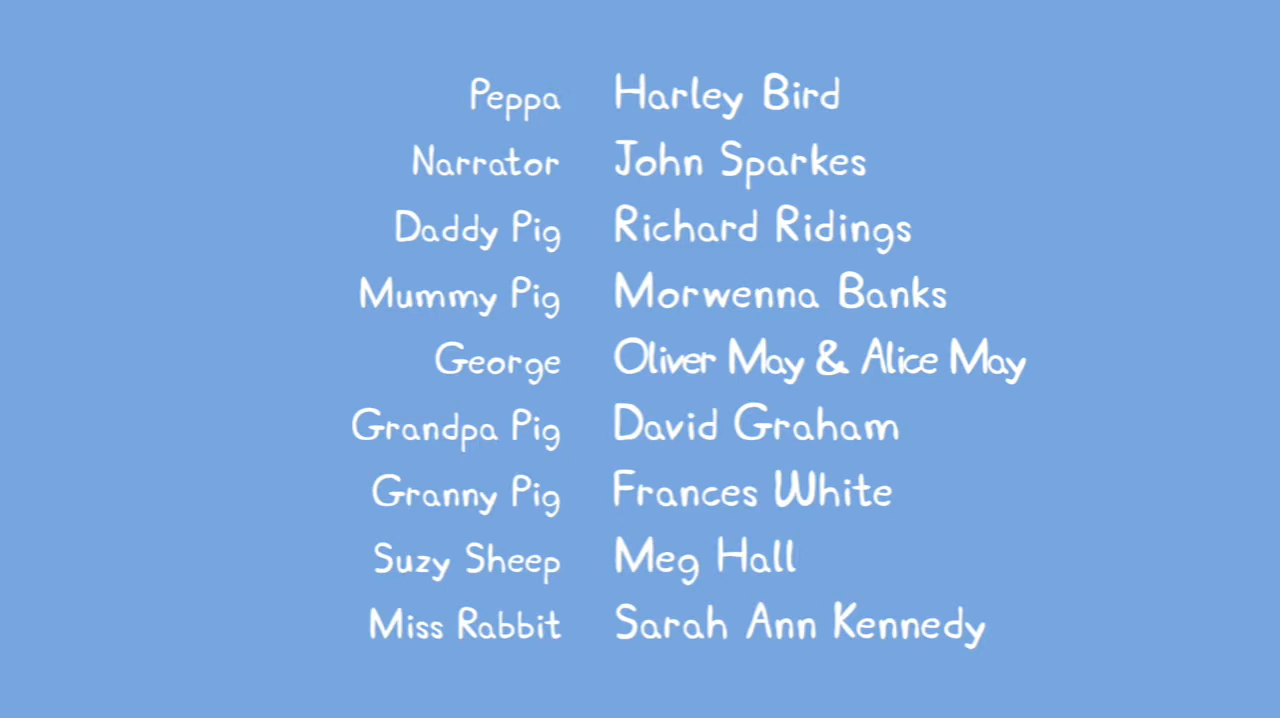 Peppa Harley Bird
Narrator John Sparkes
Daddy Pig Richard Ridings
Mummy Pig Morwenna Banks
George Oliver May & Alice May
Grandpa Pig David Graham
Granny Pig Frances White
Suzy Sheep Meg Hall
Miss Rabbit Sarah Ann Kennedy